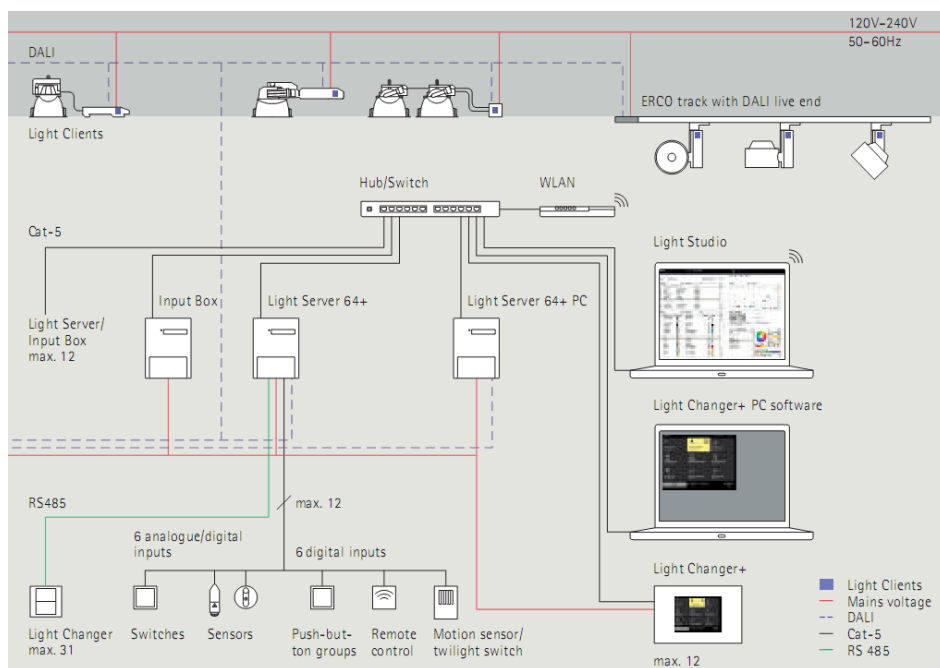 120V–240V
50–60Hz
DALI
ERCO track with DALI live end
Light Clients
Hub/Switch
WLAN
Cat-5
Light Studio
Input Box
Light Server 64+
Light Server 64+ PC
Light Server/
Input Box
max. 12
Light Changer+ PC software
RS485
max. 12
6 analogue/digital
inputs
6 digital inputs
Light Changer+
Light Changer
max. 31
Switches
Sensors
Push-but-
ton groups
Remote
control
Motion sensor/
twilight switch
max. 12
Light Clients
Mains voltage
DALI
Cat-5
RS 485